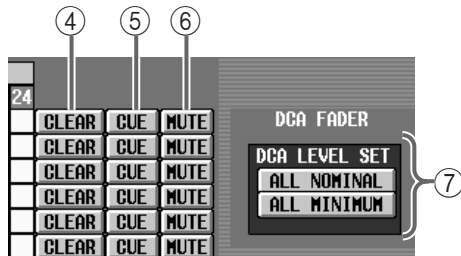 ④ ⑤ ⑥
24
CLEAR CUE MUTE DCA FADER
CLEAR CUE MUTE
CLEAR CUE MUTE DCA LEVEL SET
CLEAR CUE MUTE ALL NOMINAL ⑦
CLEAR CUE MUTE ALL MINIMUM
CLEAR CUE MUTE